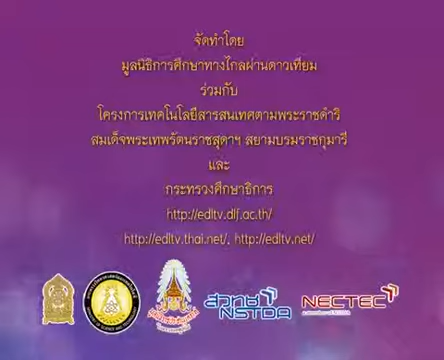 จัดทำโดย
มูลนิธิการศึกษาทางไกลผ่านดาวเทียม
ร่วมกับ
โครงการเทคโนโลยีสารสนเทศตามพระราชดำริ
สมเด็จพระเทพรัตนราชสุดาฯ สยามบรมราชกุมารี
และ
กระทรวงศึกษาธิการ
http://edltv.dlf.ac.th/
http://edltv.thai.net/, http://edltv.net/
สวทช
NSTDA
NECTEC